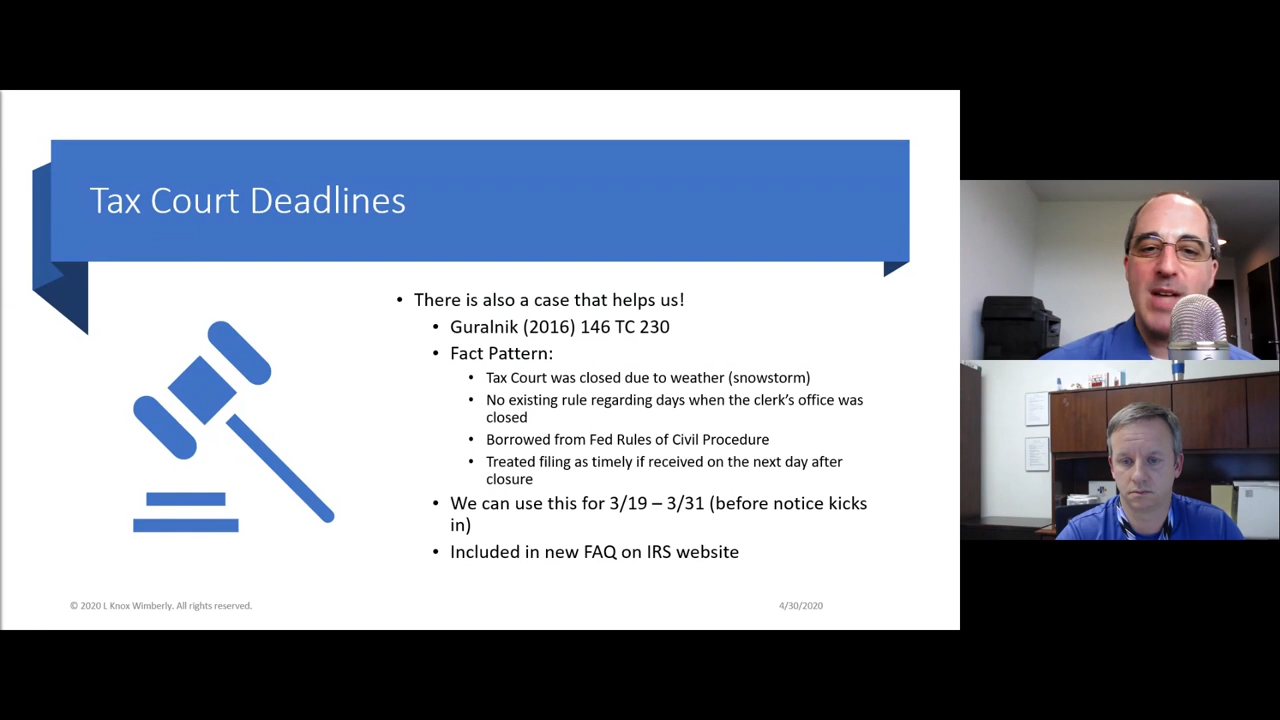 Tax Court Deadlines
• There is also a case that helps us!
• Guralnik (2016) 146 TC 230
• Fact Pattern:
• Tax Court was closed due to weather (snowstorm)
• No existing rule regarding days when the clerk’s office was
closed
• Borrowed from Fed Rules of Civil Procedure
• Treated filing as timely if received on the next day after
closure
• We can use this for 3/19 – 3/31 (before notice kicks
in)
• Included in new FAQ on IRS website
© 2020 L Knox Wimberly. All rights reserved.
4/30/2020